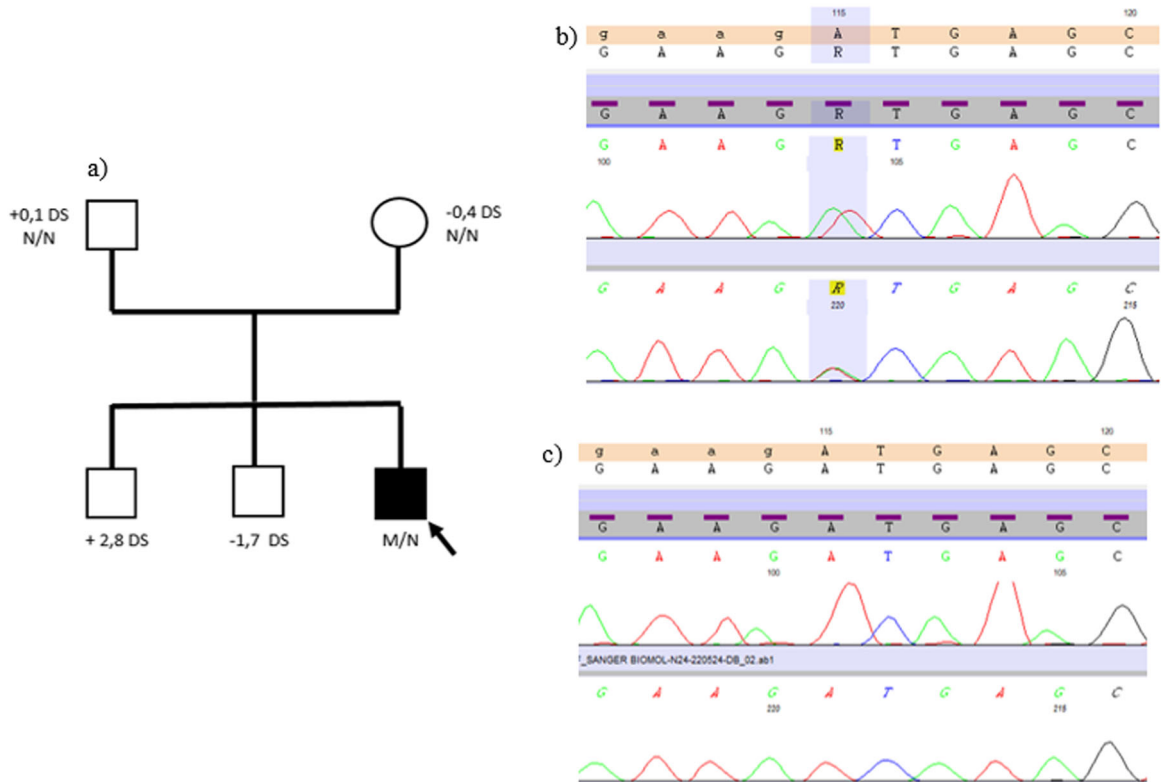 a)
+0,1 DS
N/N
-0,4 DS
N/N
+ 2,8 DS
-1,7 DS
M/N
b)
115 120
g a a g A T G A G C
G A A G R T G A G C
G A A G R T G A G C
G A A G R T G A G C
100 105
G A A G R T G A G C
220 215
c)
115 120
g a a g A T G A G C
G A A G A T G A G C
G A A G A T G A G C
G A A G A T G A G C
100 105
_SANGER BIOMOL-N24-220524-DB_02.ab1
G A A G A T G A G C
220 215